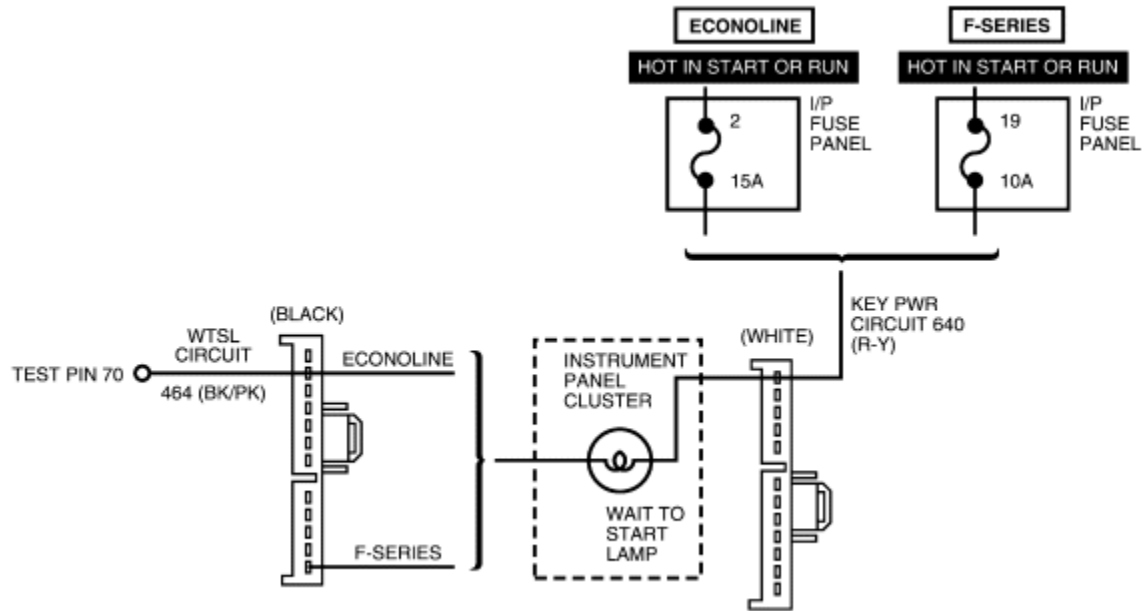 ECONOLINE
F-SERIES
HOT IN START OR RUN
HOT IN START OR RUN
2
15A
I/P
FUSE
PANEL
19
10A
I/P
FUSE
PANEL
KEY PWR
CIRCUIT 640
(R-Y)
(BLACK)
WTSL
CIRCUIT
TEST PIN 70
464 (BK/PK)
ECONOLINE
F-SERIES
INSTRUMENT
PANEL
CLUSTER
WAIT TO
START
LAMP
(WHITE)